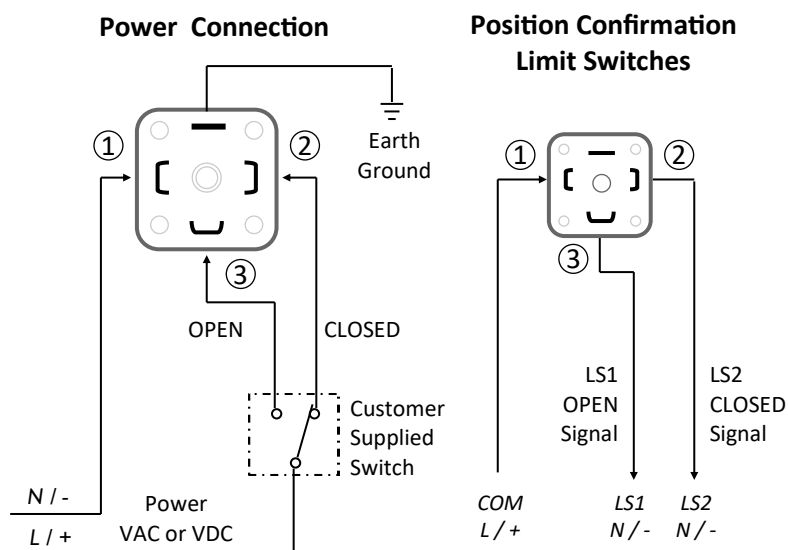 Power Connection
①
②
③
Earth
Ground
OPEN
CLOSED
Customer
Supplied
Switch
N / -
L / +
Power
VAC or VDC
Position Confirmation
Limit Switches
①
②
③
LS1
OPEN
Signal
LS2
CLOSED
Signal
COM
L / +
LS1
N / -
LS2
N / -